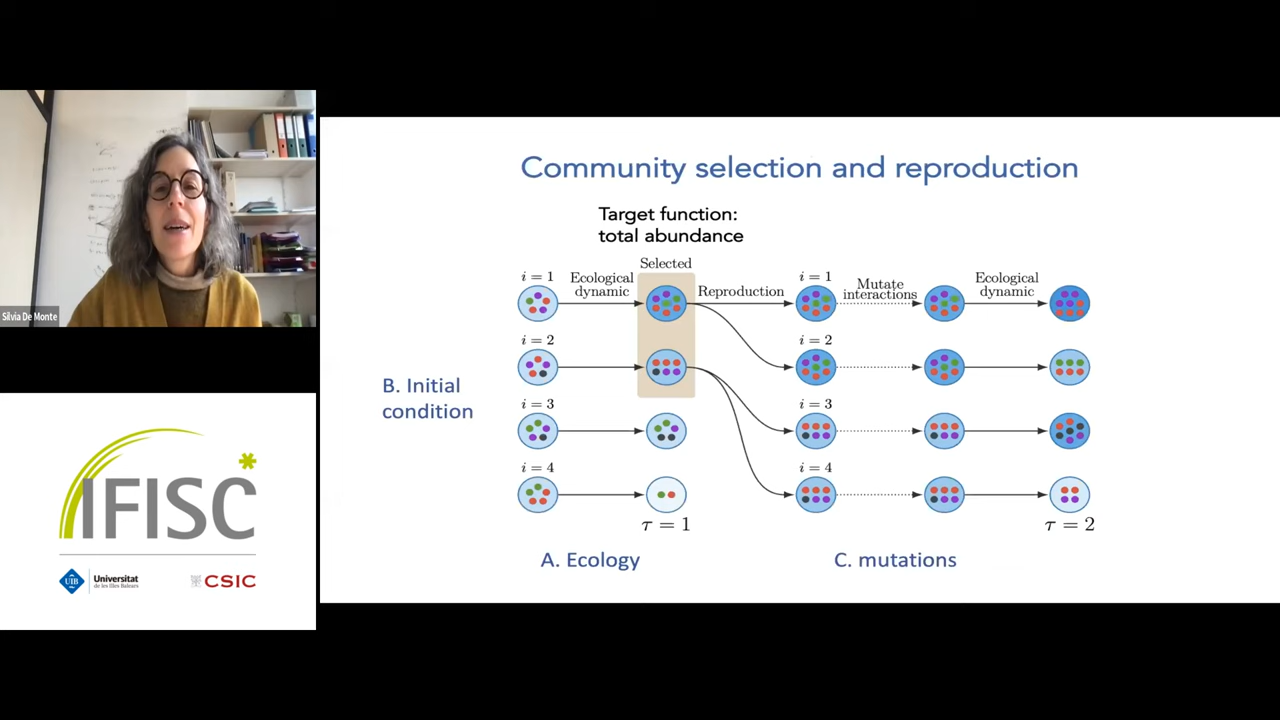 Community selection and reproduction
Target function:
total abundance
Selected
i = 1
Ecological
dynamic
Reproduction
i = 1
Mutate
interactions
Ecological
dynamic
i = 2
i = 2
B. Initial
condition
i = 3
i = 3
i = 4
i = 4
τ = 1
τ = 2
A. Ecology
C. mutations
Silvia De Monte
IFISC
UIB
Universitat
de les Illes Balears
CSIC